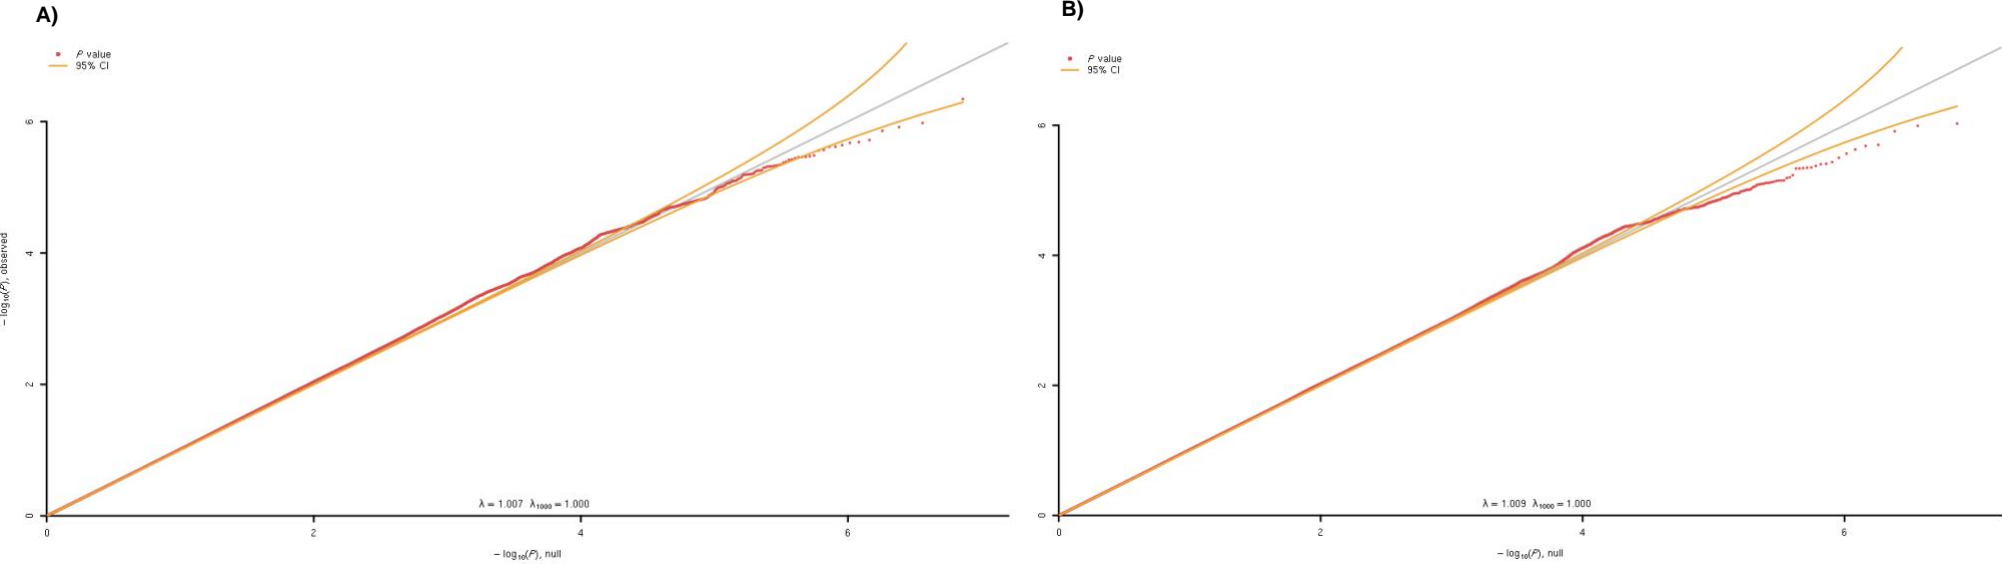 A)
P value
95% CI
6
4
2
0
– log₁₀(P), observed
λ = 1.007 λ₁₀₀₀ = 1.000
0 2 4 6
– log₁₀(P), null
B)
P value
95% CI
6
4
2
0
λ = 1.009 λ₁₀₀₀ = 1.000
0 2 4 6
– log₁₀(P), null